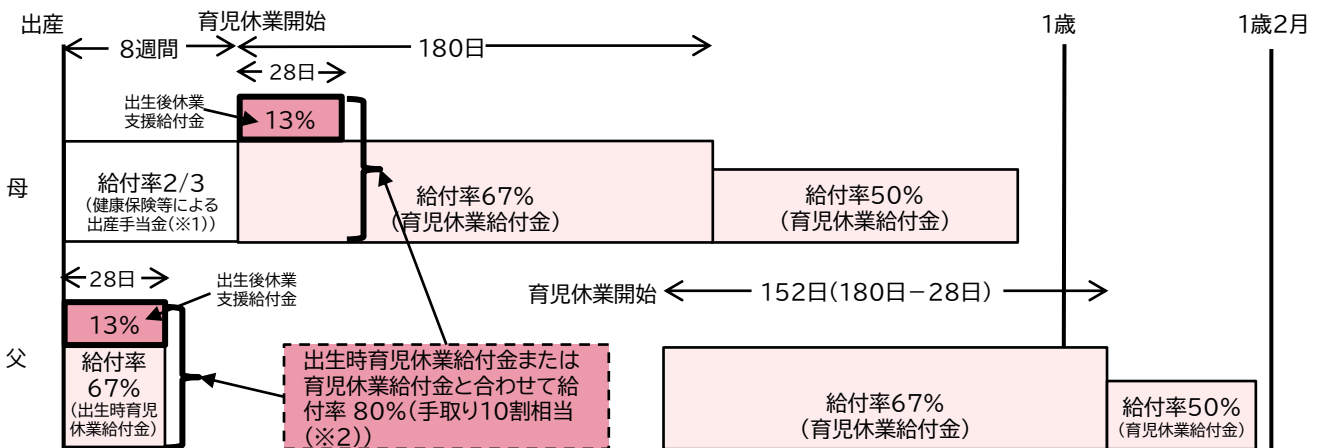 出産
育児休業開始
1歳
1歳2月
8週間
180日
28日
出生後休業
支援給付金
13%
母
給付率2/3
(健康保険等による
出産手当金(※1))
給付率67%
(育児休業給付金)
給付率50%
(育児休業給付金)
28日
出生後休業
支援給付金
育児休業開始
152日(180日-28日)
13%
父
給付率
67%
(出生時育児
休業給付金)
出生時育児休業給付金または
育児休業給付金と合わせて給
付率 80%(手取り10割相当
(※2))
給付率67%
(育児休業給付金)
給付率50%
(育児休業給付金)